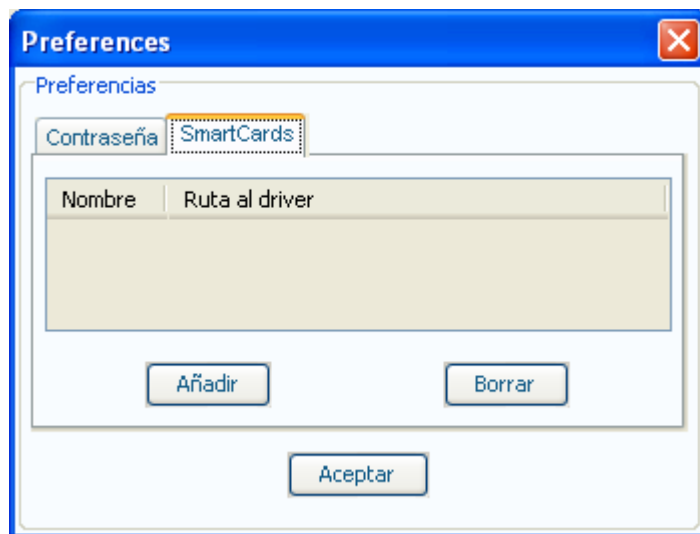 Preferences
Preferencias
Contraseña SmartCards
Nombre Ruta al driver
Añadir Borrar
Aceptar